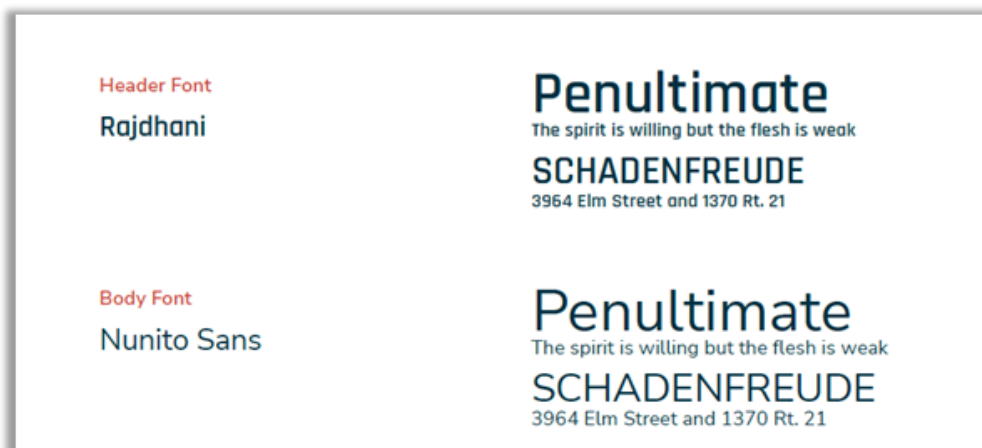 Header Font
Rajdhani
Penultimate
The spirit is willing but the flesh is weak
SCHADENFREUDE
3964 Elm Street and 1370 Rt. 21
Body Font
Nunito Sans
Penultimate
The spirit is willing but the flesh is weak
SCHADENFREUDE
3964 Elm Street and 1370 Rt. 21